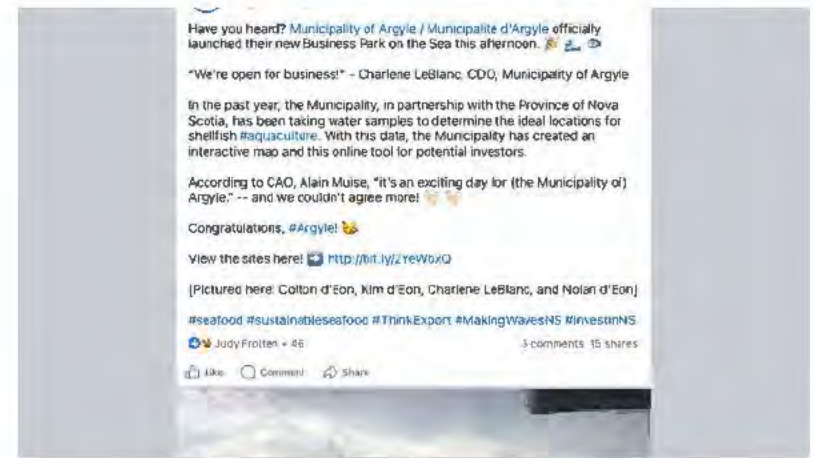 Have you heard? Municipality of Argyle / Municipalité d'Argyle officially
launched their new Business Park on the Sea this afternoon. 🎉 🦾 🐟
"We're open for business!" – Charlene LeBlanc, CDO, Municipality of Argyle
In the past year, the Municipality, in partnership with the Province of Nova
Scotia, has been taking water samples to determine the ideal locations for
shellfish #aquaculture. With this data, the Municipality has created an
interactive map and this online tool for potential investors.
According to CAO, Alain Muise, "it's an exciting day for (the Municipality of)
Argyle." -- and we couldn't agree more!
Congratulations, #Argyle!
View the sites here! ➡️ http://bit.ly/2YeWbxQ
[Pictured here: Colton d'Eon, Kim d'Eon, Charlene LeBlanc, and Nolan d'Eon]
#seafood #sustainableseafood #ThinkExport #MakingWavesNS #InvestinNS
Judy Frotten + 46 3 comments 15 shares
Like Comment Share